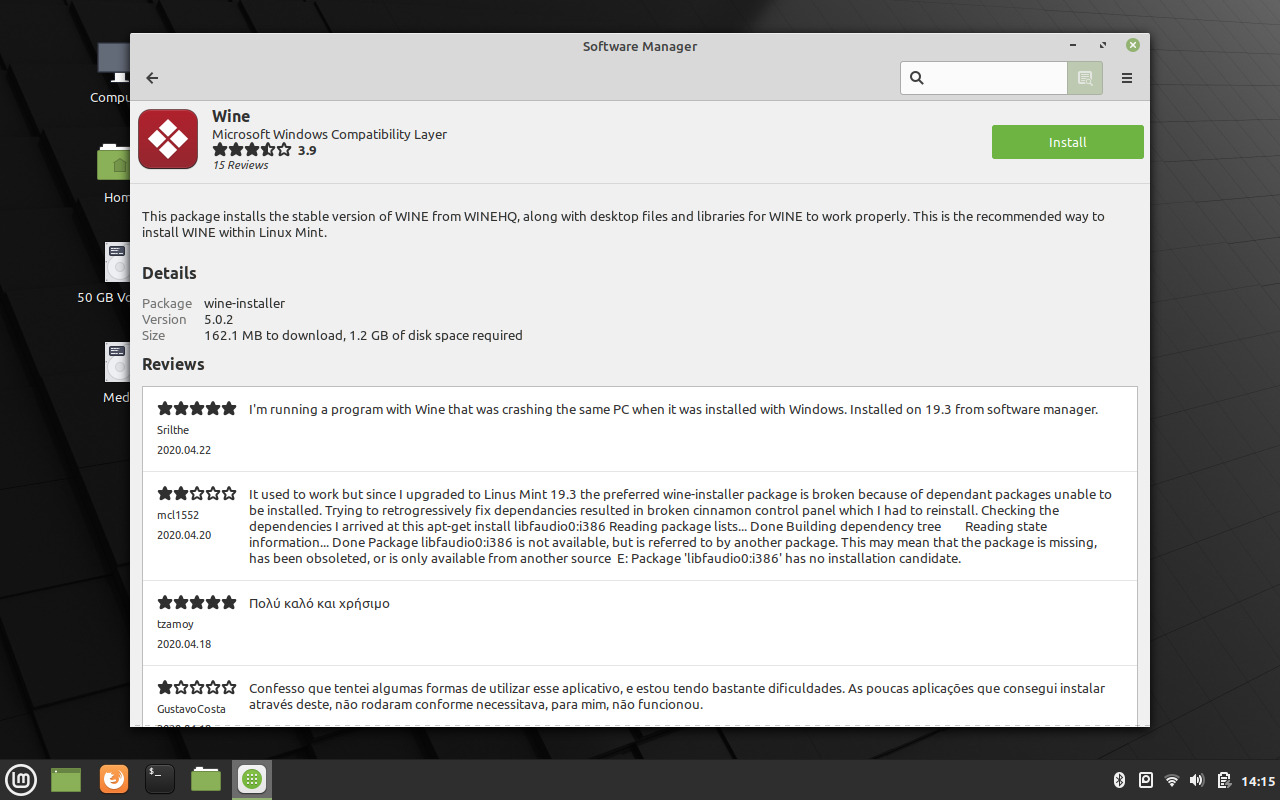 Software Manager
Wine
Microsoft Windows Compatibility Layer
3.9
15 Reviews
Install
This package installs the stable version of WINE from WINEHQ, along with desktop files and libraries for WINE to work properly. This is the recommended way to
install WINE within Linux Mint.
Details
Package wine-installer
Version 5.0.2
Size 162.1 MB to download, 1.2 GB of disk space required
Reviews
I'm running a program with Wine that was crashing the same PC when it was installed with Windows. Installed on 19.3 from software manager.
Srilthe
2020.04.22
It used to work but since I upgraded to Linus Mint 19.3 the preferred wine-installer package is broken because of dependant packages unable to
be installed. Trying to retrogressively fix dependancies resulted in broken cinnamon control panel which I had to reinstall. Checking the
dependencies I arrived at this apt-get install libfaudio0:i386 Reading package lists... Done Building dependency tree Reading state
information... Done Package libfaudio0:i386 is not available, but is referred to by another package. This may mean that the package is missing,
has been obsoleted, or is only available from another source E: Package 'libfaudio0:i386' has no installation candidate.
mcl1552
2020.04.20
Πολύ καλό και χρήσιμο
tzamoy
2020.04.18
Confesso que tentei algumas formas de utilizar esse aplicativo, e estou tendo bastante dificuldades. As poucas aplicações que consegui instalar
através deste, não rodaram conforme necessitava, para mim, não funcionou.
GustavoCosta
Compu
Hom
50 GB Vo
Med
$_
lm
14:15